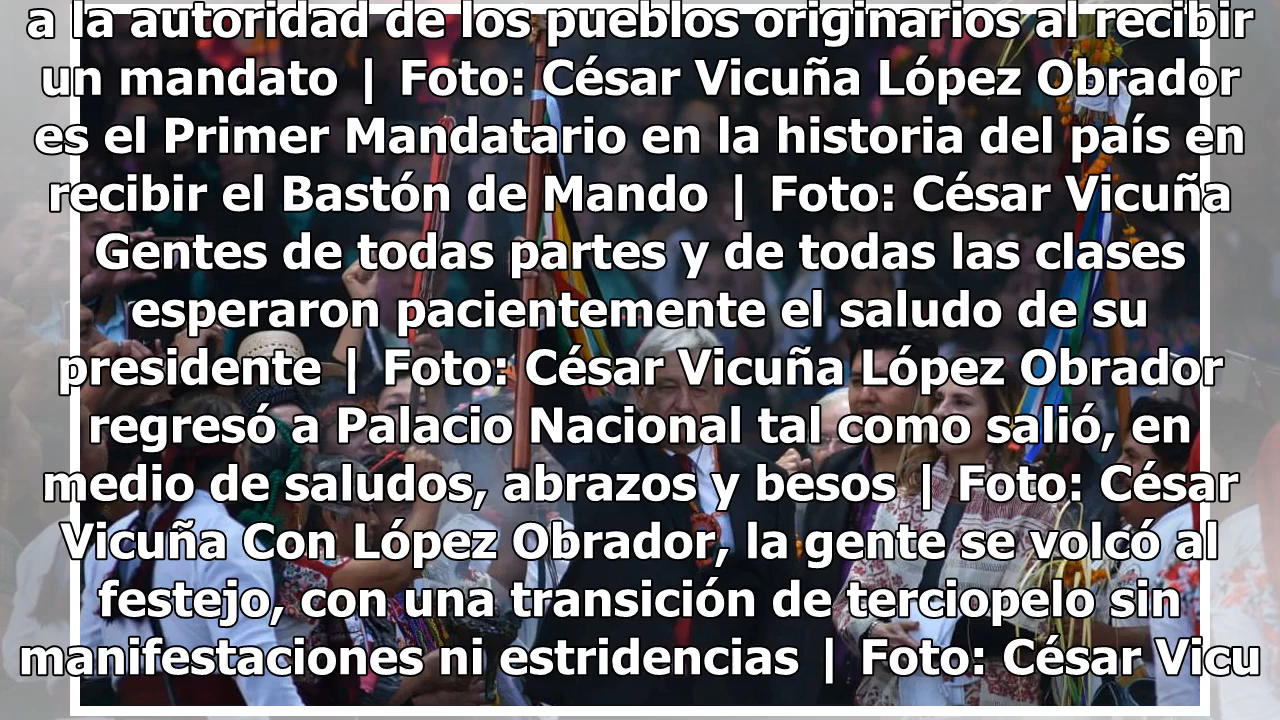 a la autoridad de los pueblos originarios al recibir
un mandato | Foto: César Vicuña López Obrador
es el Primer Mandatario en la historia del país en
recibir el Bastón de Mando | Foto: César Vicuña
Gentes de todas partes y de todas las clases
esperaron pacientemente el saludo de su
presidente | Foto: César Vicuña López Obrador
regresó a Palacio Nacional tal como salió, en
medio de saludos, abrazos y besos | Foto: César
Vicuña Con López Obrador, la gente se volcó al
festejo, con una transición de terciopelo sin
manifestaciones ni estridencias | Foto: César Vicu